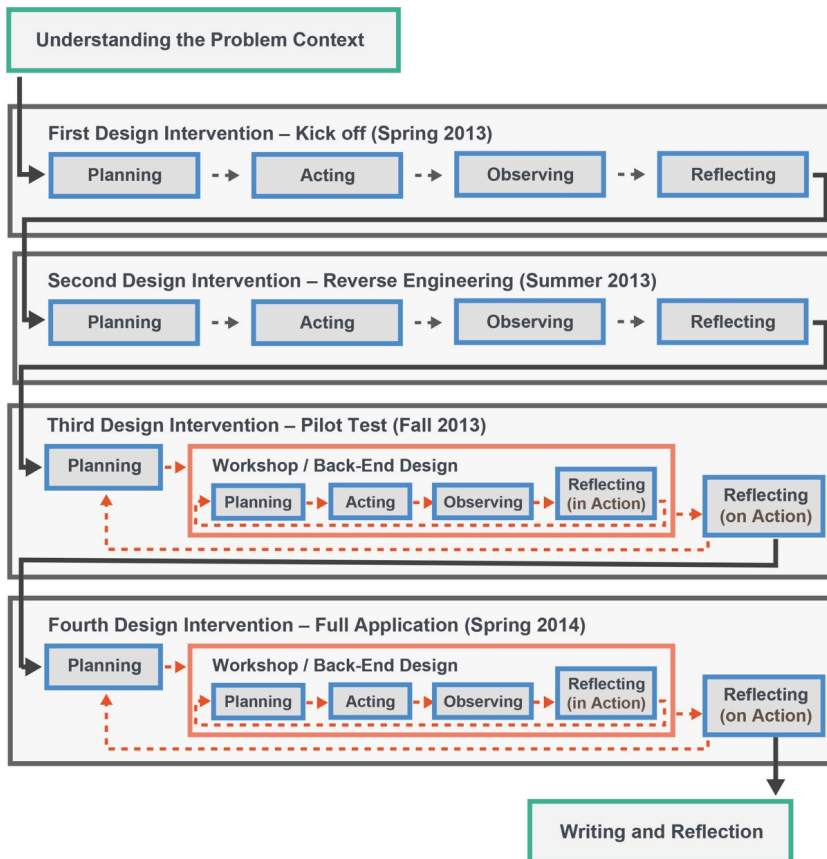 Understanding the Problem Context
First Design Intervention – Kick off (Spring 2013)
Planning
Acting
Observing
Reflecting
Second Design Intervention – Reverse Engineering (Summer 2013)
Planning
Acting
Observing
Reflecting
Third Design Intervention – Pilot Test (Fall 2013)
Planning
Workshop / Back-End Design
Planning
Acting
Observing
Reflecting
(in Action)
Reflecting
(on Action)
Fourth Design Intervention – Full Application (Spring 2014)
Planning
Workshop / Back-End Design
Planning
Acting
Observing
Reflecting
(in Action)
Reflecting
(on Action)
Writing and Reflection